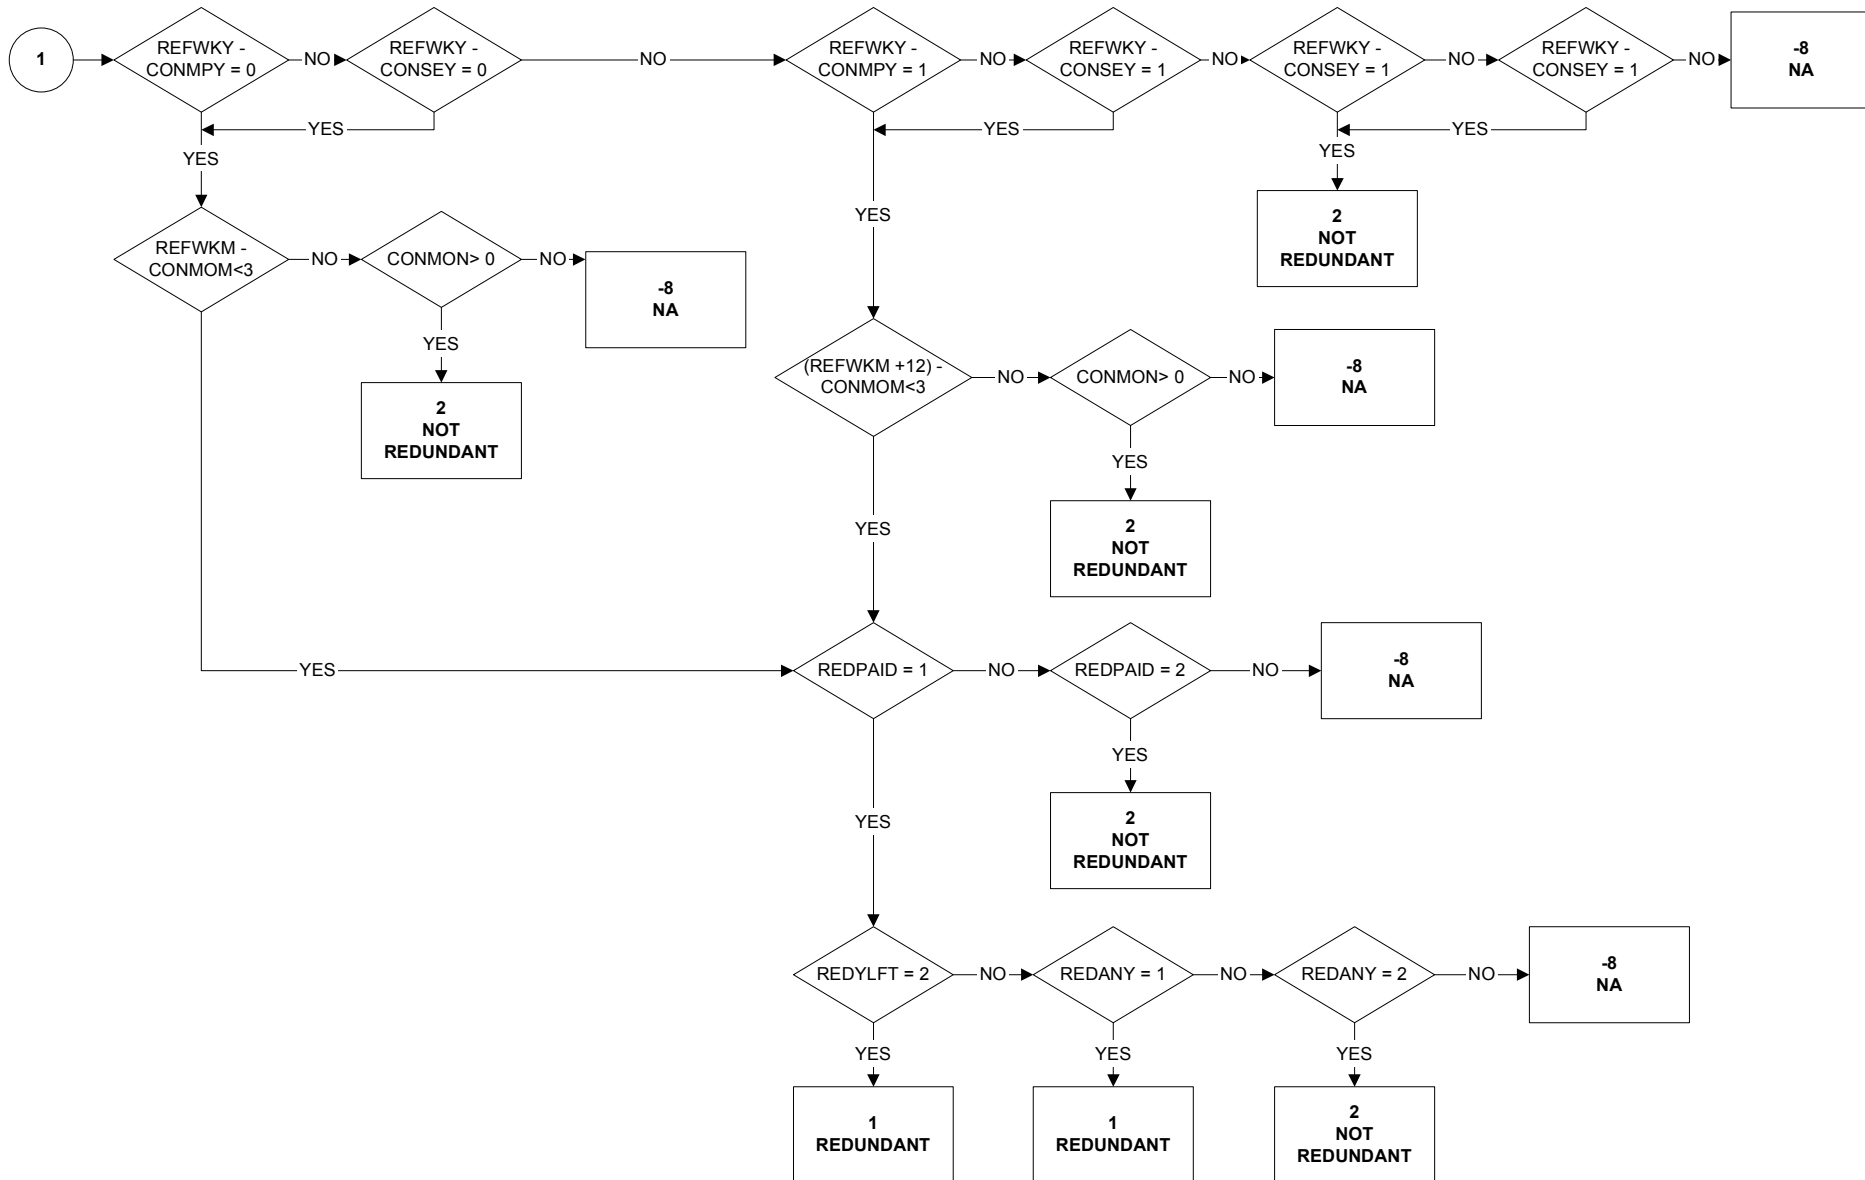 1
REFWKY -
CONMPY = 0
NO
REFWKY -
CONSEY = 0
NO
REFWKY -
CONMPY = 1
NO
REFWKY -
CONSEY = 1
NO
REFWKY -
CONSEY = 1
NO
REFWKY -
CONSEY = 1
NO
-8
NA
YES
YES
YES
YES
YES
YES
2
NOT
REDUNDANT
REFWKM -
CONMOM<3
NO
CONMON> 0
NO
-8
NA
YES
2
NOT
REDUNDANT
(REFWKM +12) -
CONMOM<3
NO
CONMON> 0
NO
-8
NA
YES
2
NOT
REDUNDANT
YES
YES
REDPAID = 1
NO
REDPAID = 2
NO
-8
NA
YES
2
NOT
REDUNDANT
YES
REDYLFT = 2
NO
REDANY = 1
NO
REDANY = 2
NO
-8
NA
YES
YES
YES
1
REDUNDANT
1
REDUNDANT
2
NOT
REDUNDANT